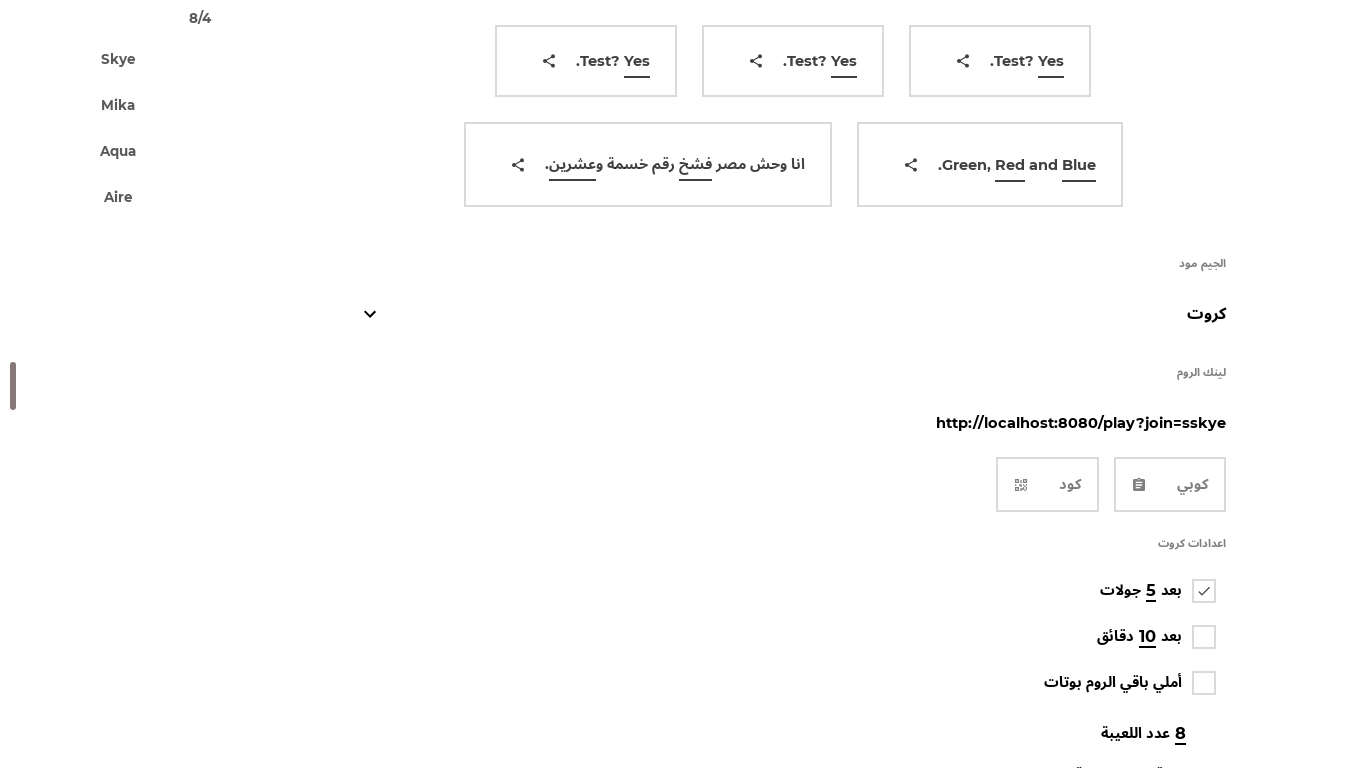 8/4
Skye
Mika
Aqua
Aire
Test? Yes.
Test? Yes.
Test? Yes.
Green, Red and Blue.
انا وحش مصر فشخ رقم خسمة وعشرين.
الجيم مود
كروت
لينك الروم
http://localhost:8080/play?join=sskye
كوبي
كود
اعدادات كروت
بعد 5 جولات
بعد 10 دقائق
أملي باقي الروم بوتات
8 عدد اللعيبة